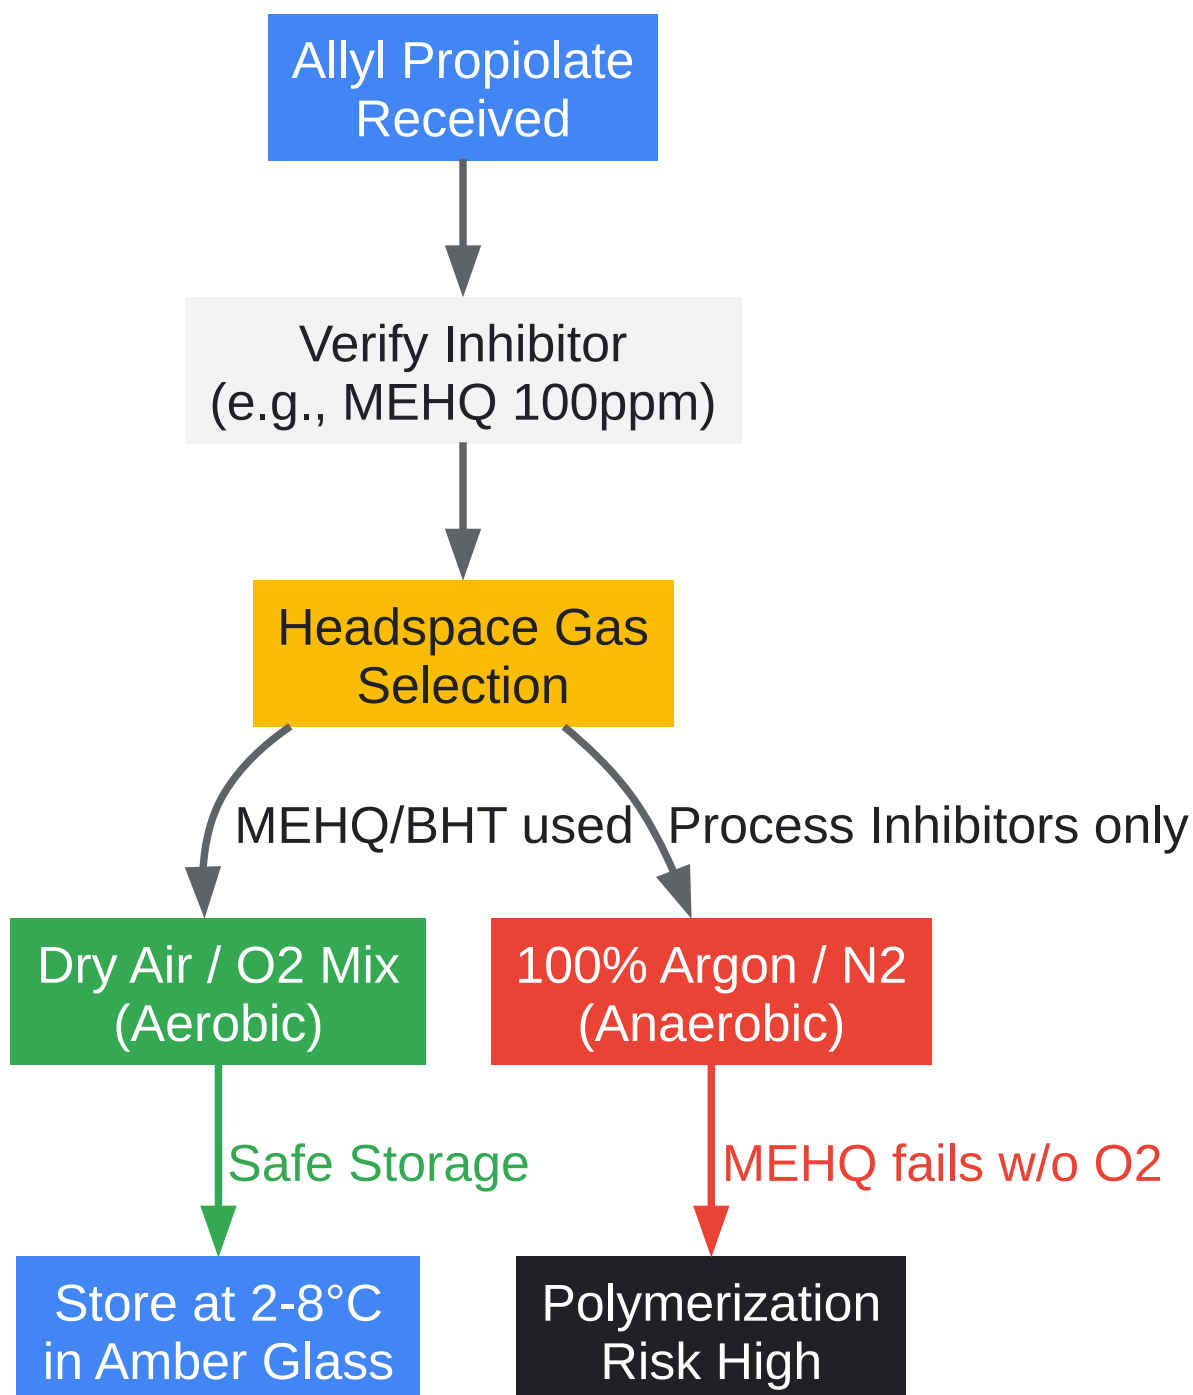 Allyl Propiolate
Received
Verify Inhibitor
(e.g., MEHQ 100ppm)
Headspace Gas
Selection
MEHQ/BHT used
Process Inhibitors only
Dry Air / O2 Mix
(Aerobic)
100% Argon / N2
(Anaerobic)
Safe Storage
MEHQ fails w/o O2
Store at 2-8°C
in Amber Glass
Polymerization
Risk High